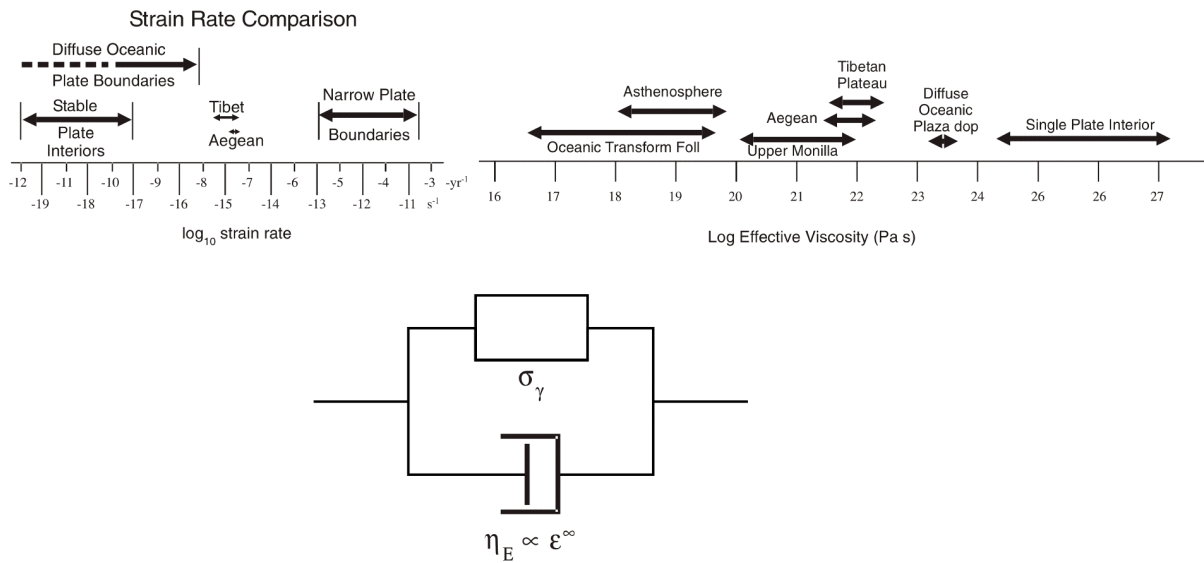 Strain Rate Comparison
Diffuse Oceanic
Plate Boundaries
Stable
Plate
Interiors
Tibet
Aegean
Narrow Plate
Boundaries
-12 -11 -10 -9 -8 -7 -6 -5 -4 -3 -yr⁻¹
-19 -18 -17 -16 -15 -14 -13 -12 -11 s⁻¹
log₁₀ strain rate
Asthenosphere
Oceanic Transform Foll
Tibetan
Plateau
Aegean
Upper Monilla
Diffuse
Oceanic
Plaza dop
Single Plate Interior
16 17 18 19 20 21 22 23 24 26 26 27
Log Effective Viscosity (Pa s)
σ_γ
η_E ∝ ε^∞